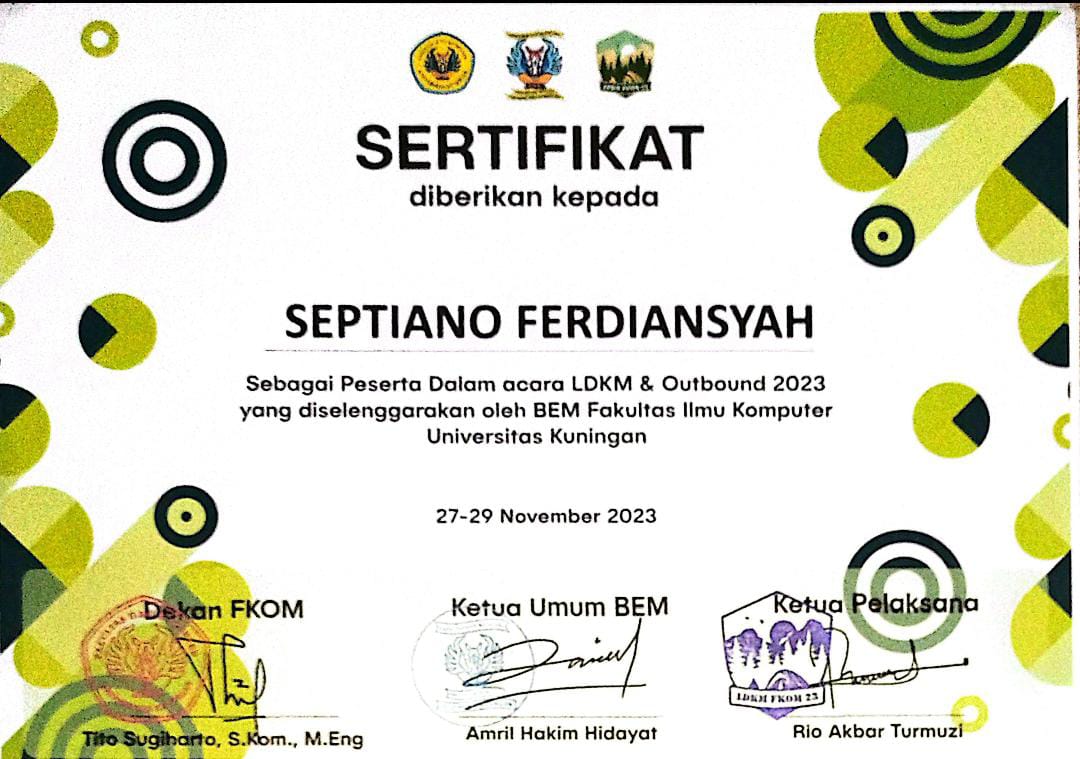 SERTIFIKAT
diberikan kepada
SEPTIANO FERDIANSYAH
Sebagai Peserta Dalam acara LDKM & Outbound 2023
yang diselenggarakan oleh BEM Fakultas Ilmu Komputer
Universitas Kuningan
27-29 November 2023
Dekan FKOM
Ketua Umum BEM
Ketua Pelaksana
LDKM FKOM 23
Tito Sugiharto, S.Kom., M.Eng
Amril Hakim Hidayat
Rio Akbar Turmuzi